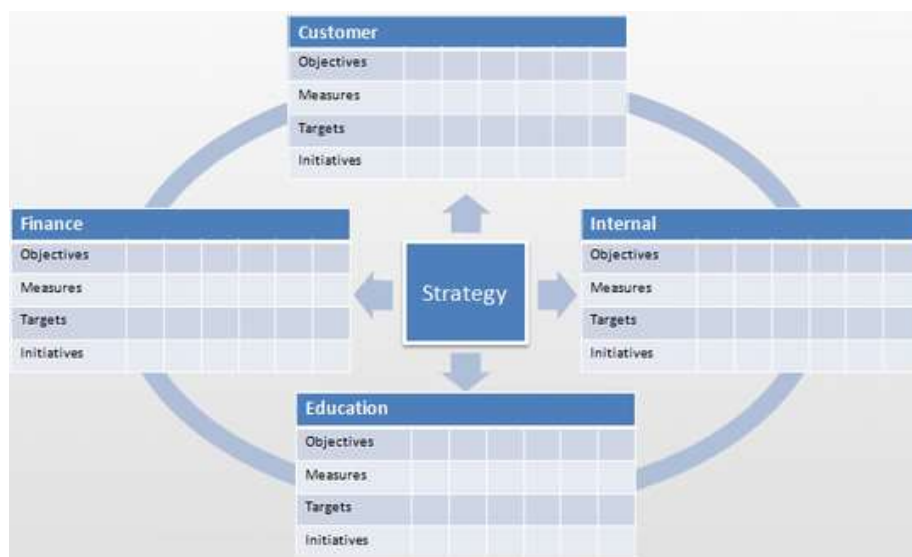 Customer
Objectives
Measures
Targets
Initiatives
Finance
Objectives
Measures
Targets
Initiatives
Strategy
Internal
Objectives
Measures
Targets
Initiatives
Education
Objectives
Measures
Targets
Initiatives